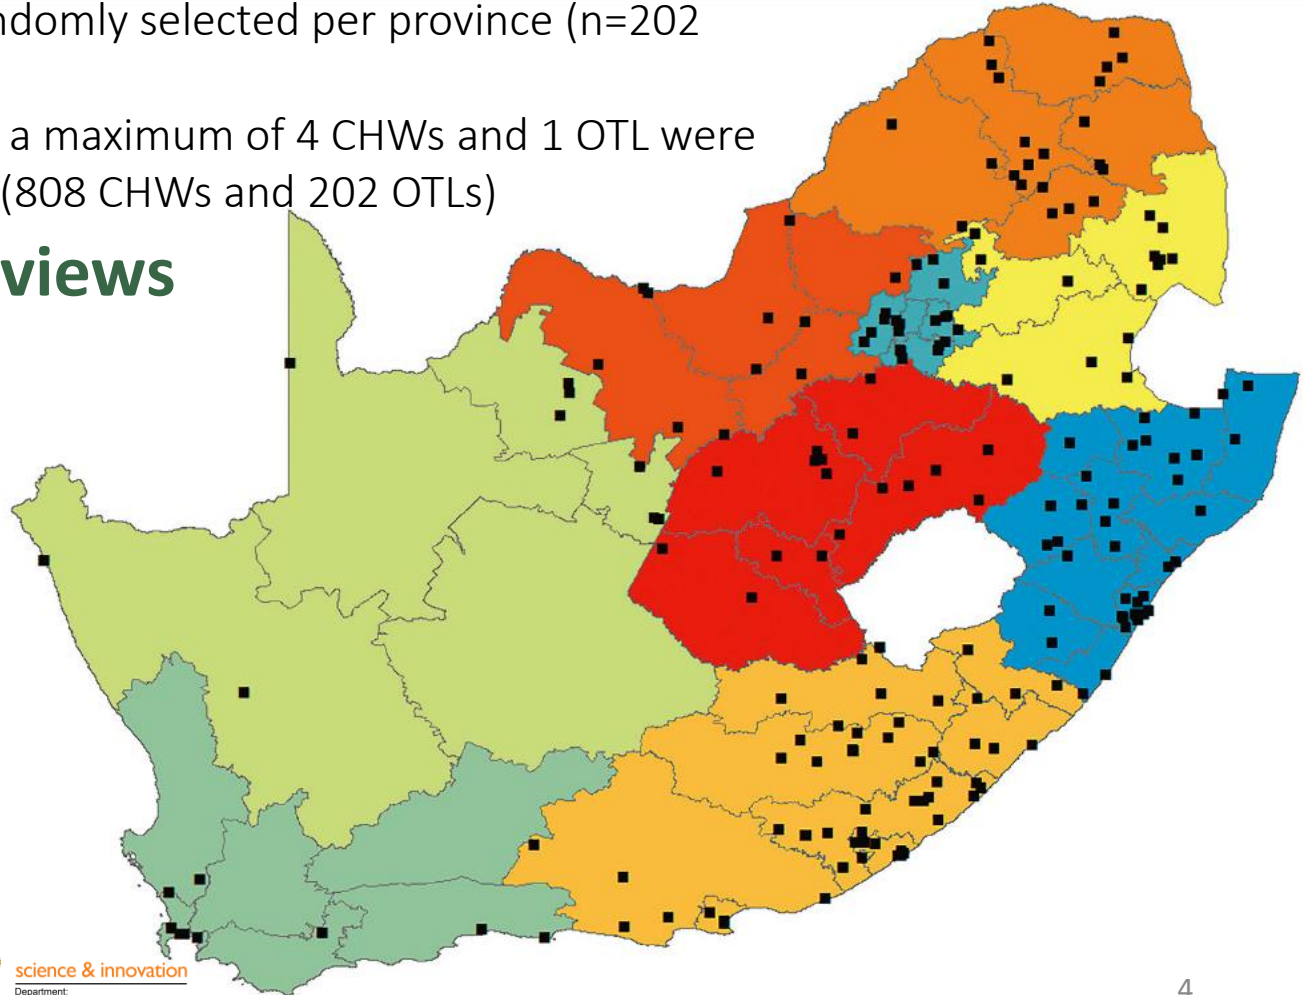 ndomly selected per province (n=202
a maximum of 4 CHWs and 1 OTL were
(808 CHWs and 202 OTLs)
views
science & innovation
Department:
4